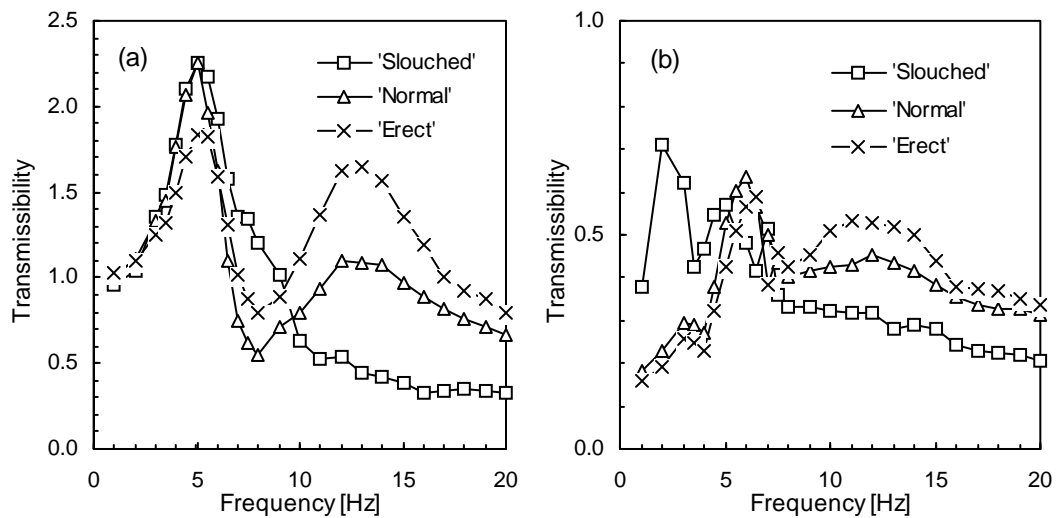 (a)
'Slouched'
'Normal'
'Erect'
2.5
2.0
1.5
1.0
0.5
0.0
Transmissibility
0
5
10
15
20
Frequency [Hz]
(b)
'Slouched'
'Normal'
'Erect'
1.0
0.5
0.0
Transmissibility
0
5
10
15
20
Frequency [Hz]